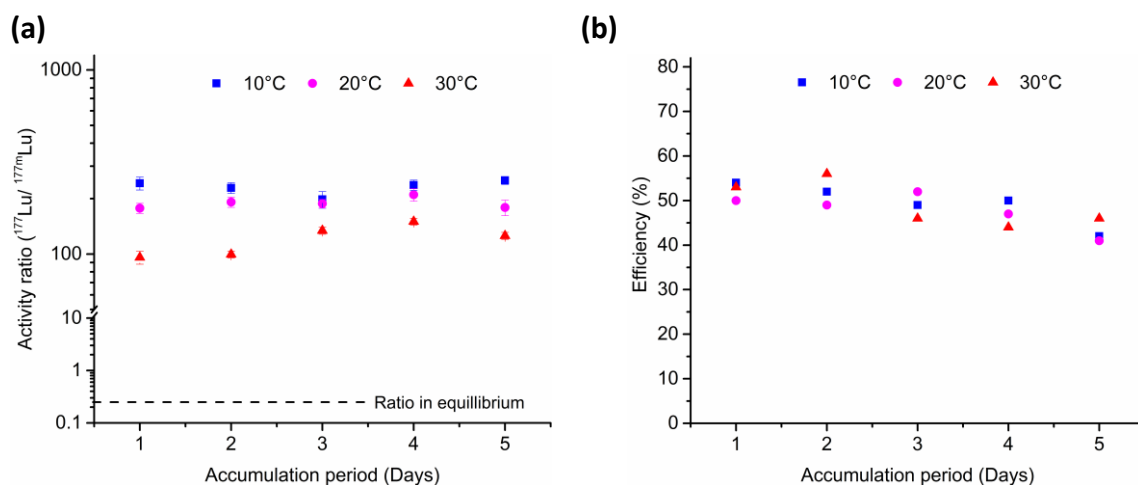 (a)
1000
100
10
1
0.1
Activity ratio (¹⁷⁷Lu/ ¹⁷⁷ᵐLu)
10°C 20°C 30°C
Ratio in equillibrium
1 2 3 4 5
Accumulation period (Days)
(b)
80
70
60
50
40
30
20
10
0
Efficiency (%)
10°C 20°C 30°C
1 2 3 4 5
Accumulation period (Days)